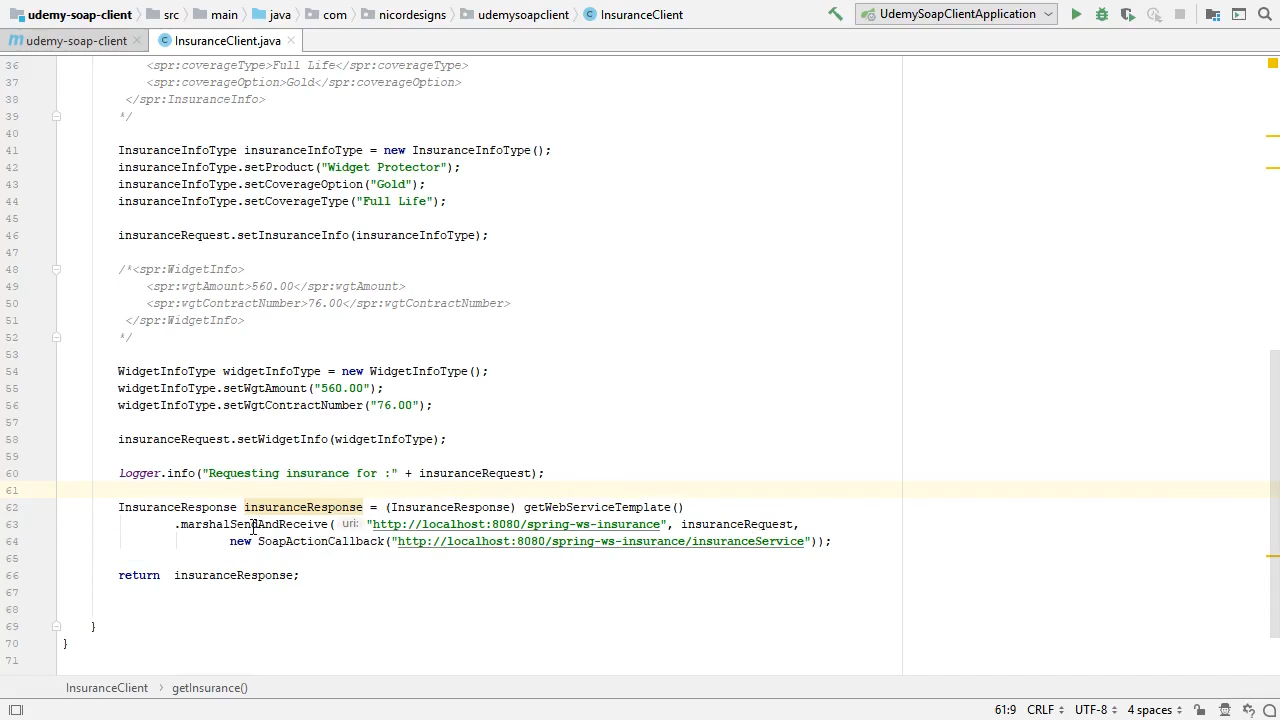 udemy-soap-client src main java com nicordesigns udemysoapclient InsuranceClient UdemySoapClientApplication
udemy-soap-client InsuranceClient.java
36 <spr:coverageType>Full Life</spr:coverageType>
37 <spr:coverageOption>Gold</spr:coverageOption>
38 </spr:InsuranceInfo>
39 */
40
41 InsuranceInfoType insuranceInfoType = new InsuranceInfoType();
42 insuranceInfoType.setProduct("Widget Protector");
43 insuranceInfoType.setCoverageOption("Gold");
44 insuranceInfoType.setCoverageType("Full Life");
45
46 insuranceRequest.setInsuranceInfo(insuranceInfoType);
47
48 /*<spr:WidgetInfo>
49 <spr:wgtAmount>560.00</spr:wgtAmount>
50 <spr:wgtContractNumber>76.00</spr:wgtContractNumber>
51 </spr:WidgetInfo>
52 */
53
54 WidgetInfoType widgetInfoType = new WidgetInfoType();
55 widgetInfoType.setWgtAmount("560.00");
56 widgetInfoType.setWgtContractNumber("76.00");
57
58 insuranceRequest.setWidgetInfo(widgetInfoType);
59
60 logger.info("Requesting insurance for :" + insuranceRequest);
61
62 InsuranceResponse insuranceResponse = (InsuranceResponse) getWebServiceTemplate()
63 .marshalSendAndReceive( uri: "http://localhost:8080/spring-ws-insurance", insuranceRequest,
64 new SoapActionCallback("http://localhost:8080/spring-ws-insurance/insuranceService"));
65
66 return insuranceResponse;
67
68
69 }
70 }
71
InsuranceClient getInsurance()
61:9 CRLF UTF-8 4 spaces